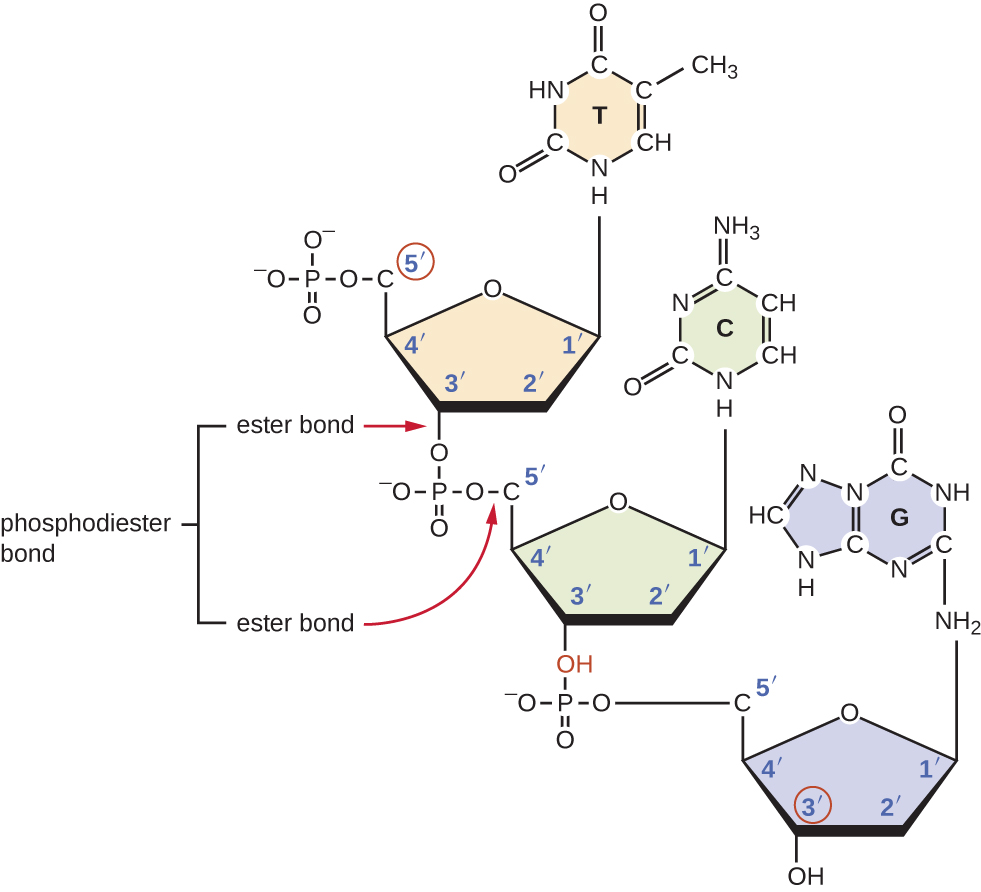 O
C
CH3
HN
C
T
C
CH
O
N
H
O–
–O
P
O
C
5′
O
O
4′
1′
3′
2′
NH3
C
N
CH
C
C
CH
O
N
H
ester bond
O
–O
P
O
C
5′
O
phosphodiester
bond
O
4′
1′
3′
2′
ester bond
O
C
N
N
NH
HC
G
C
C
N
N
H
NH2
OH
–O
P
O
C
5′
O
O
4′
1′
3′
2′
OH